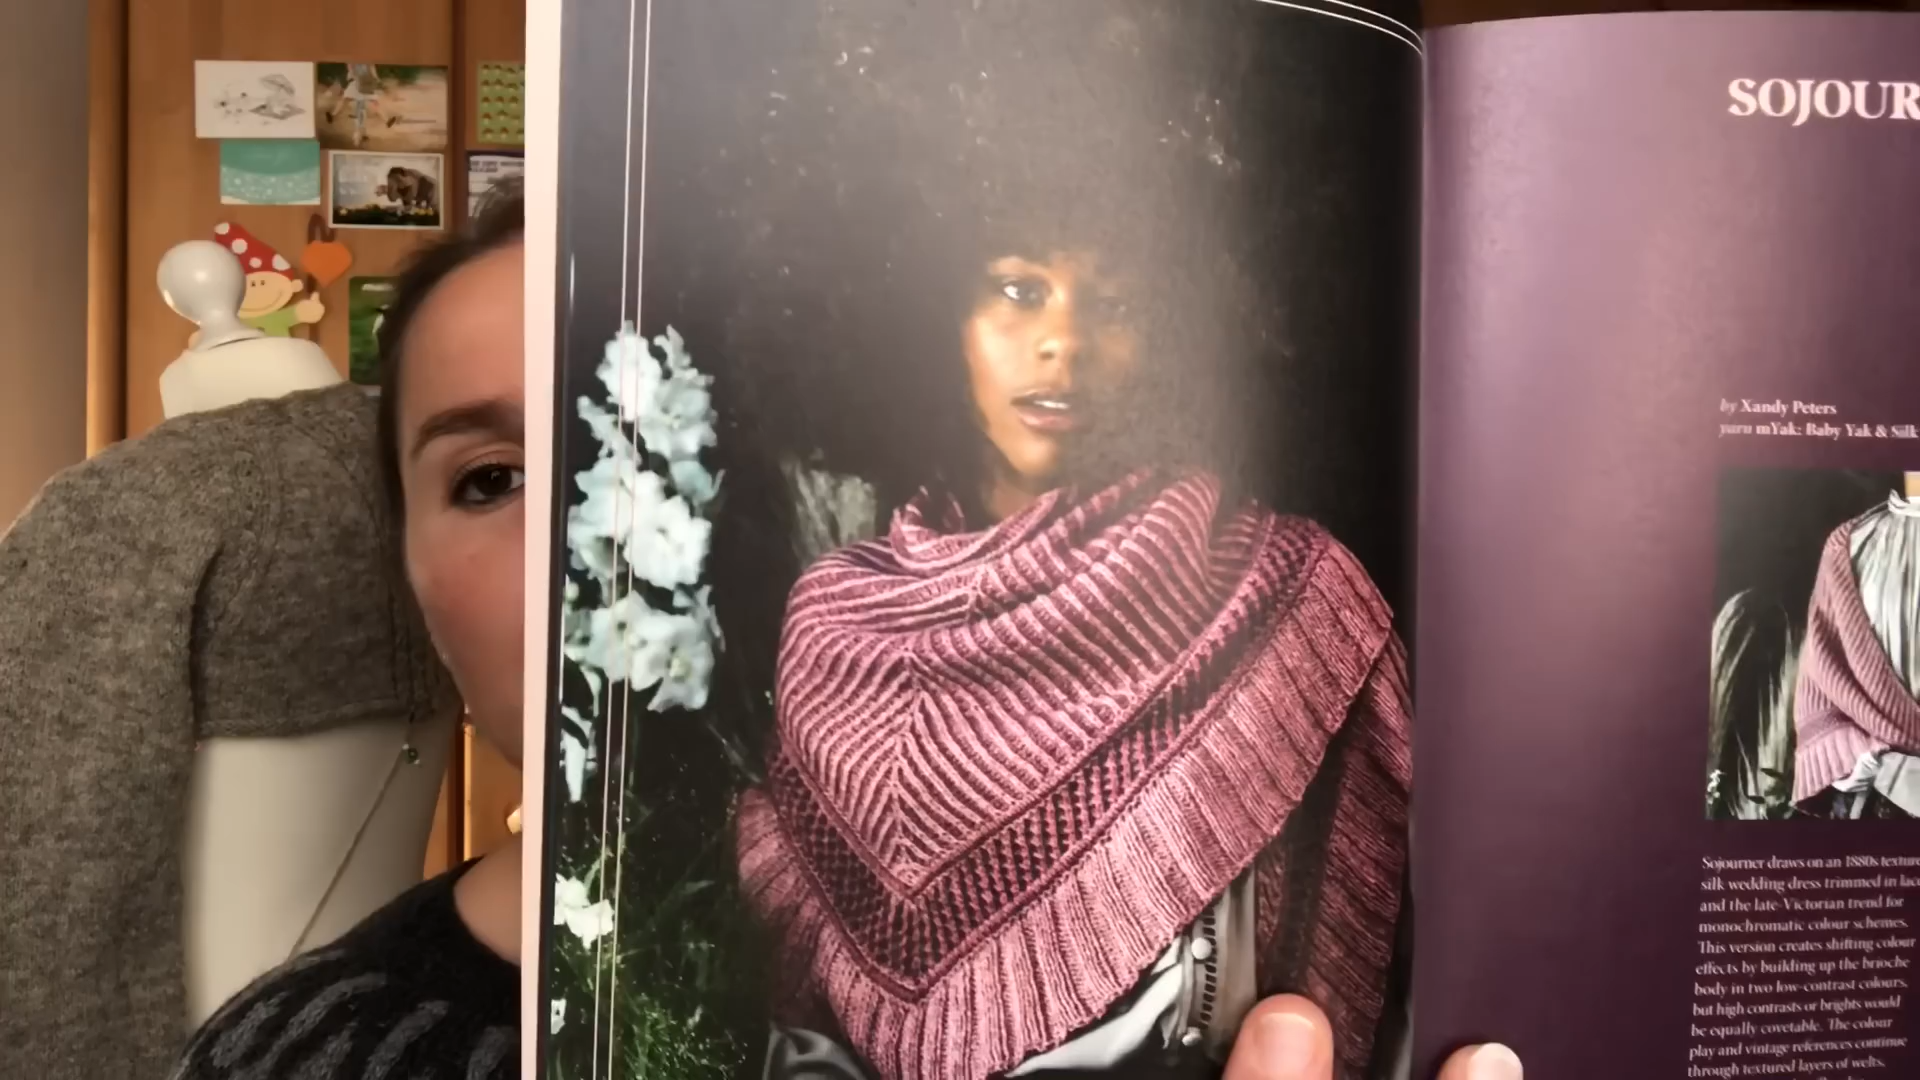 SOJOUR
by Xandy Peters
yarn mYak: Baby Yak & Silk
Sojourner draws on an 1880s texture
silk wedding dress trimmed in lace
and the late-Victorian trend for
monochromatic colour schemes.
This version creates shifting colour
effects by building up the brioche
body in two low-contrast colours,
but high contrasts or brights would
be equally covetable. The colour
play and vintage references continue
through textured layers of welts,